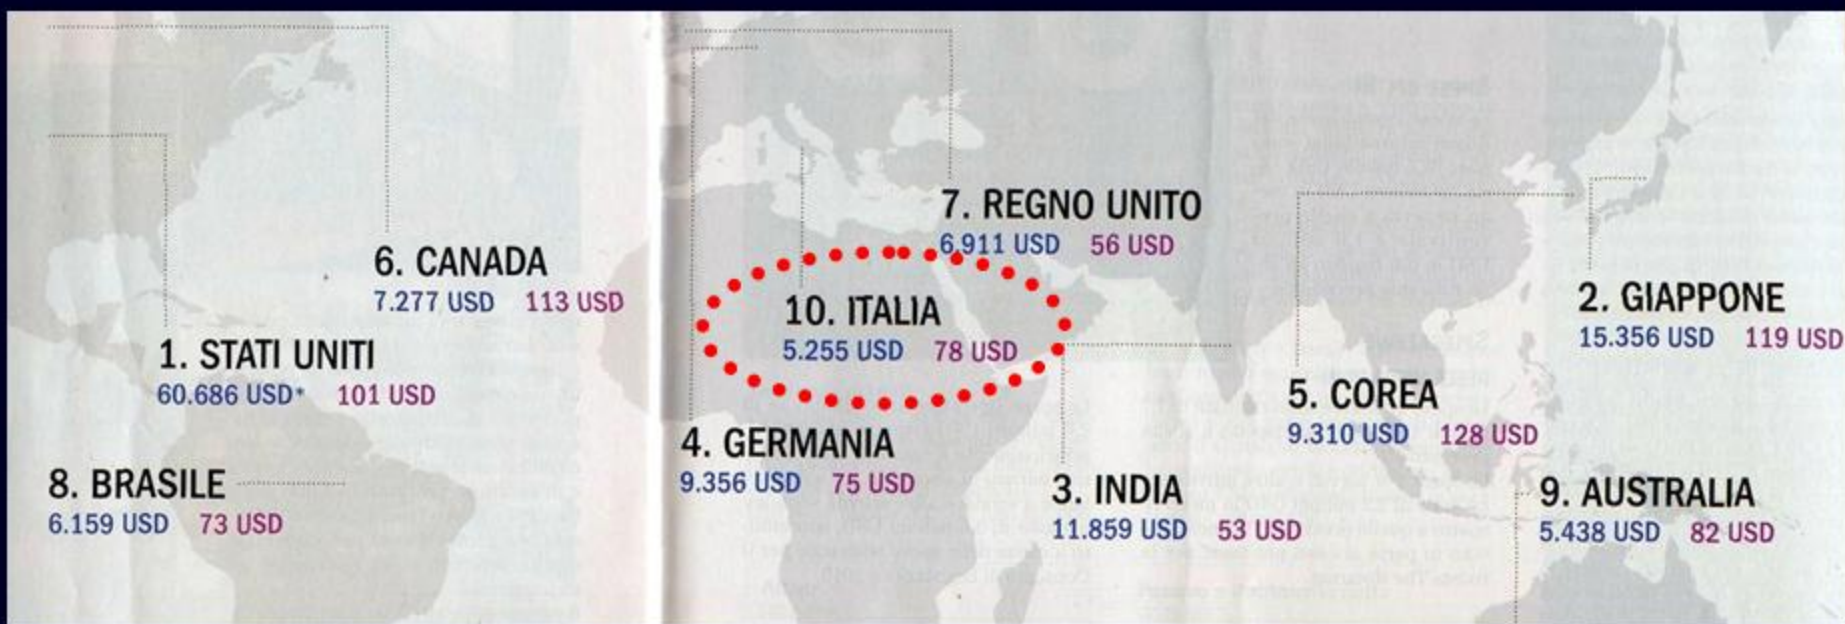 7. REGNO UNITO
6.911 USD 56 USD
6. CANADA
7.277 USD 113 USD
10. ITALIA
5.255 USD 78 USD
2. GIAPPONE
15.356 USD 119 USD
1. STATI UNITI
60.686 USD* 101 USD
5. COREA
9.310 USD 128 USD
4. GERMANIA
9.356 USD 75 USD
8. BRASILE
6.159 USD 73 USD
3. INDIA
11.859 USD 53 USD
9. AUSTRALIA
5.438 USD 82 USD